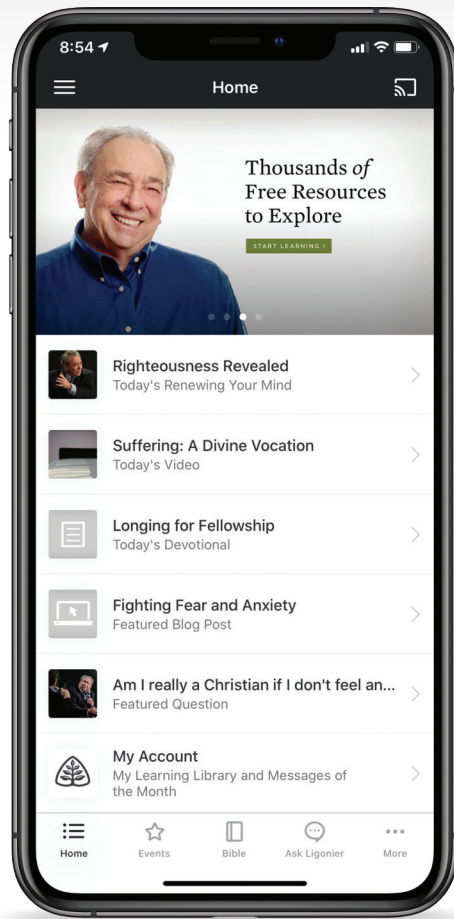 8:54
Home
Thousands of
Free Resources
to Explore
START LEARNING ›
Righteousness Revealed
Today's Renewing Your Mind
Suffering: A Divine Vocation
Today's Video
Longing for Fellowship
Today's Devotional
Fighting Fear and Anxiety
Featured Blog Post
Am I really a Christian if I don't feel an...
Featured Question
My Account
My Learning Library and Messages of
the Month
Home
Events
Bible
Ask Ligonier
More